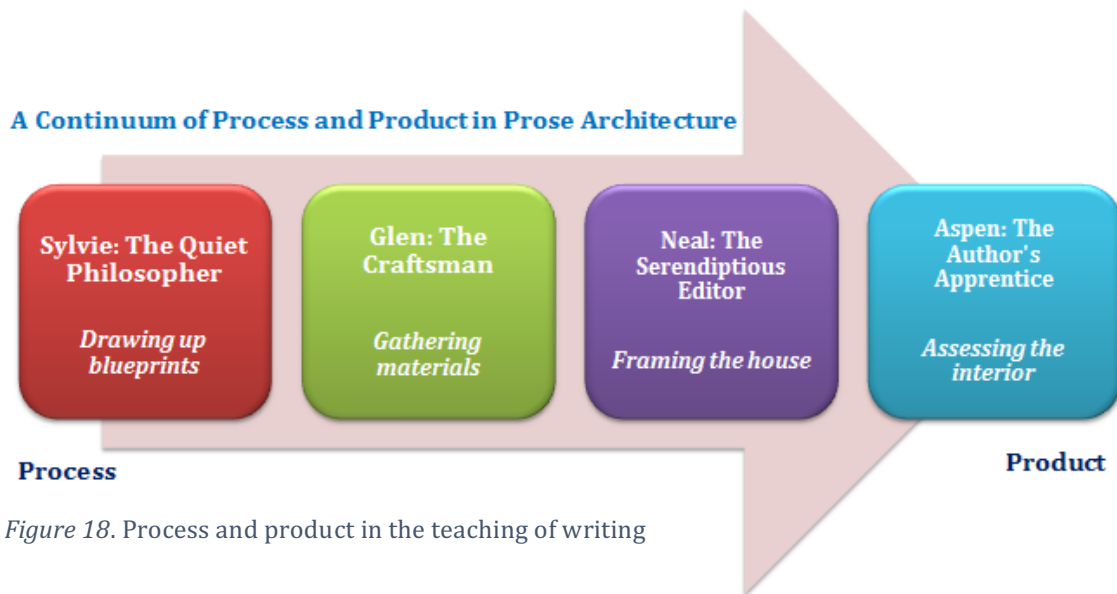 A Continuum of Process and Product in Prose Architecture
Sylvie: The Quiet
Philosopher
Drawing up
blueprints
Glen: The
Craftsman
Gathering
materials
Neal: The
Serendiptious
Editor
Framing the house
Aspen: The
Author's
Apprentice
Assessing the
interior
Process
Product
Figure 18. Process and product in the teaching of writing